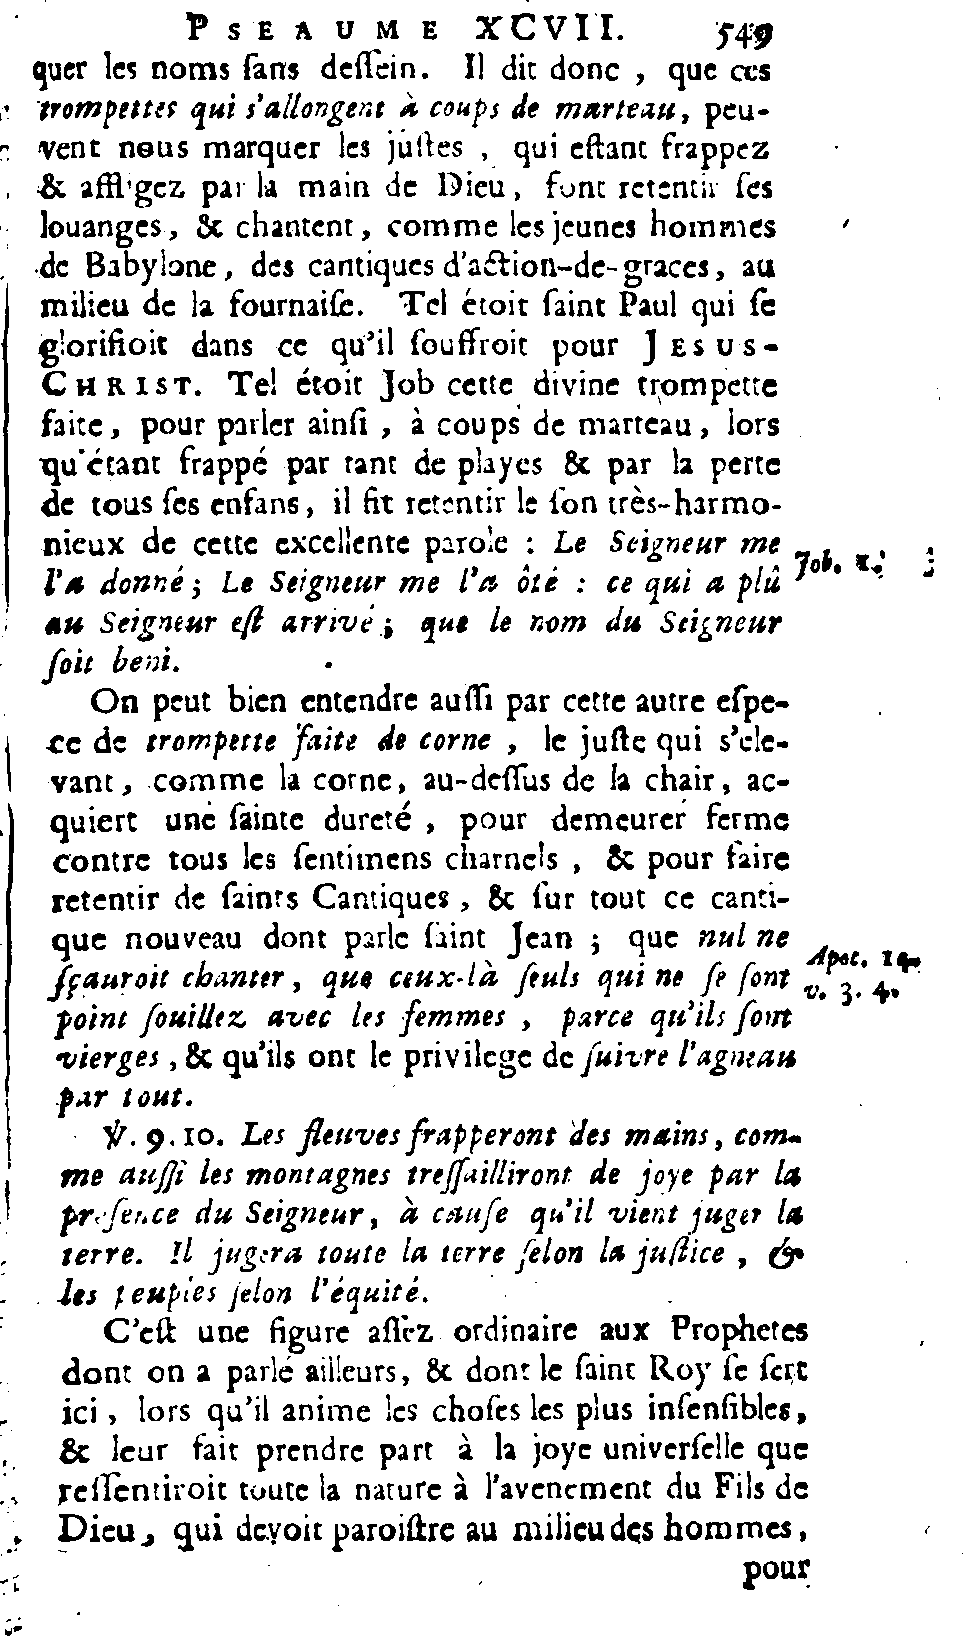 PSEAUME XCVII. 549
quer les noms ſans deſſein. Il dit donc, que ces
trompettes qui s'allongent à coups de marteau, peu-
vent nous marquer les juſtes, qui eſtant frappez
& affligez par la main de Dieu, font retentir ſes
louanges, & chantent, comme les jeunes hommes
de Babylone, des cantiques d'action-de-graces, au
milieu de la fournaiſe. Tel étoit ſaint Paul qui ſe
glorifioit dans ce qu'il ſouffroit pour JESUS-
CHRIST. Tel étoit Job cette divine trompette
faite, pour parler ainſi, à coups de marteau, lors
qu'étant frappé par tant de playes & par la perte
de tous ſes enfans, il fit retentir le ſon très-harmo-
nieux de cette excellente parole : Le Seigneur me
l'a donné; Le Seigneur me l'a ôté : ce qui a plû
Job. 1.
au Seigneur eſt arrivé; que le nom du Seigneur
ſoit beni.
On peut bien entendre auſſi par cette autre eſpe-
ce de trompette faite de corne, le juſte qui s'ele-
vant, comme la corne, au-deſſus de la chair, ac-
quiert une ſainte dureté, pour demeurer ferme
contre tous les ſentimens charnels, & pour faire
retentir de ſaints Cantiques, & ſur tout ce canti-
que nouveau dont parle ſaint Jean; que nul ne
ſçauroit chanter, que ceux-là ſeuls qui ne ſe ſont
Apoc. 14.
v. 3. 4.
point ſouillez avec les femmes, parce qu'ils ſont
vierges, & qu'ils ont le privilege de ſuivre l'agneau
par tout.
℣. 9.10. Les fleuves frapperont des mains, com-
me auſſi les montagnes treſſailliront de joye par la
preſence du Seigneur, à cauſe qu'il vient juger la
terre. Il jugera toute la terre ſelon la juſtice, &
les peuples ſelon l'équité.
C'eſt une figure aſſez ordinaire aux Prophetes
dont on a parlé ailleurs, & dont le ſaint Roy ſe ſert
ici, lors qu'il anime les choſes les plus inſenſibles,
& leur fait prendre part à la joye univerſelle que
reſſentiroit toute la nature à l'avenement du Fils de
Dieu, qui devoit paroiſtre au milieu des hommes,
pour